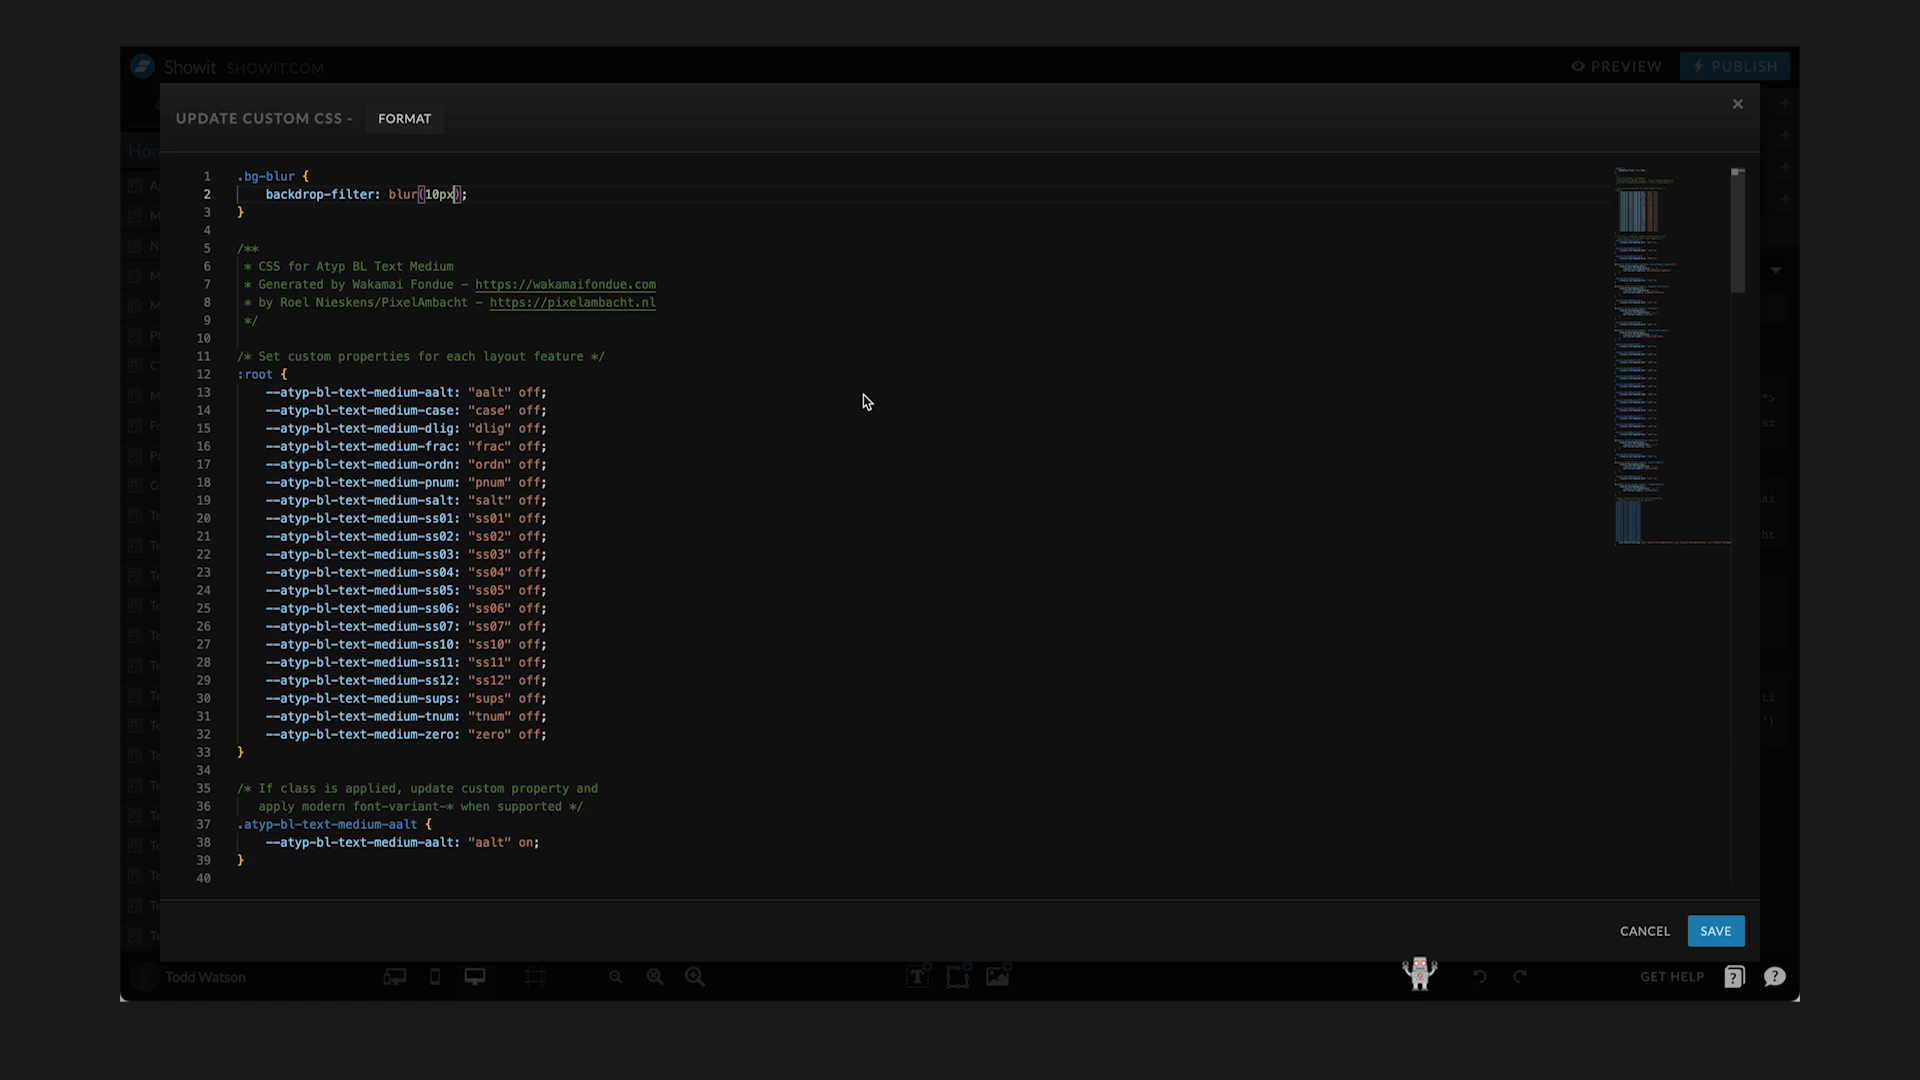 Showit SHOWIT.COM
PREVIEW
PUBLISH
UPDATE CUSTOM CSS -
FORMAT
1 .bg-blur {
2 backdrop-filter: blur(10px);
3 }
4
5 /**
6 * CSS for Atyp BL Text Medium
7 * Generated by Wakamai Fondue - https://wakamaifondue.com
8 * by Roel Nieskens/PixelAmbacht - https://pixelambacht.nl
9 */
10
11 /* Set custom properties for each layout feature */
12 :root {
13 --atyp-bl-text-medium-aalt: "aalt" off;
14 --atyp-bl-text-medium-case: "case" off;
15 --atyp-bl-text-medium-dlig: "dlig" off;
16 --atyp-bl-text-medium-frac: "frac" off;
17 --atyp-bl-text-medium-ordn: "ordn" off;
18 --atyp-bl-text-medium-pnum: "pnum" off;
19 --atyp-bl-text-medium-salt: "salt" off;
20 --atyp-bl-text-medium-ss01: "ss01" off;
21 --atyp-bl-text-medium-ss02: "ss02" off;
22 --atyp-bl-text-medium-ss03: "ss03" off;
23 --atyp-bl-text-medium-ss04: "ss04" off;
24 --atyp-bl-text-medium-ss05: "ss05" off;
25 --atyp-bl-text-medium-ss06: "ss06" off;
26 --atyp-bl-text-medium-ss07: "ss07" off;
27 --atyp-bl-text-medium-ss10: "ss10" off;
28 --atyp-bl-text-medium-ss11: "ss11" off;
29 --atyp-bl-text-medium-ss12: "ss12" off;
30 --atyp-bl-text-medium-sups: "sups" off;
31 --atyp-bl-text-medium-tnum: "tnum" off;
32 --atyp-bl-text-medium-zero: "zero" off;
33 }
34
35 /* If class is applied, update custom property and
36 apply modern font-variant-* when supported */
37 .atyp-bl-text-medium-aalt {
38 --atyp-bl-text-medium-aalt: "aalt" on;
39 }
40
CANCEL
SAVE
Todd Watson
GET HELP